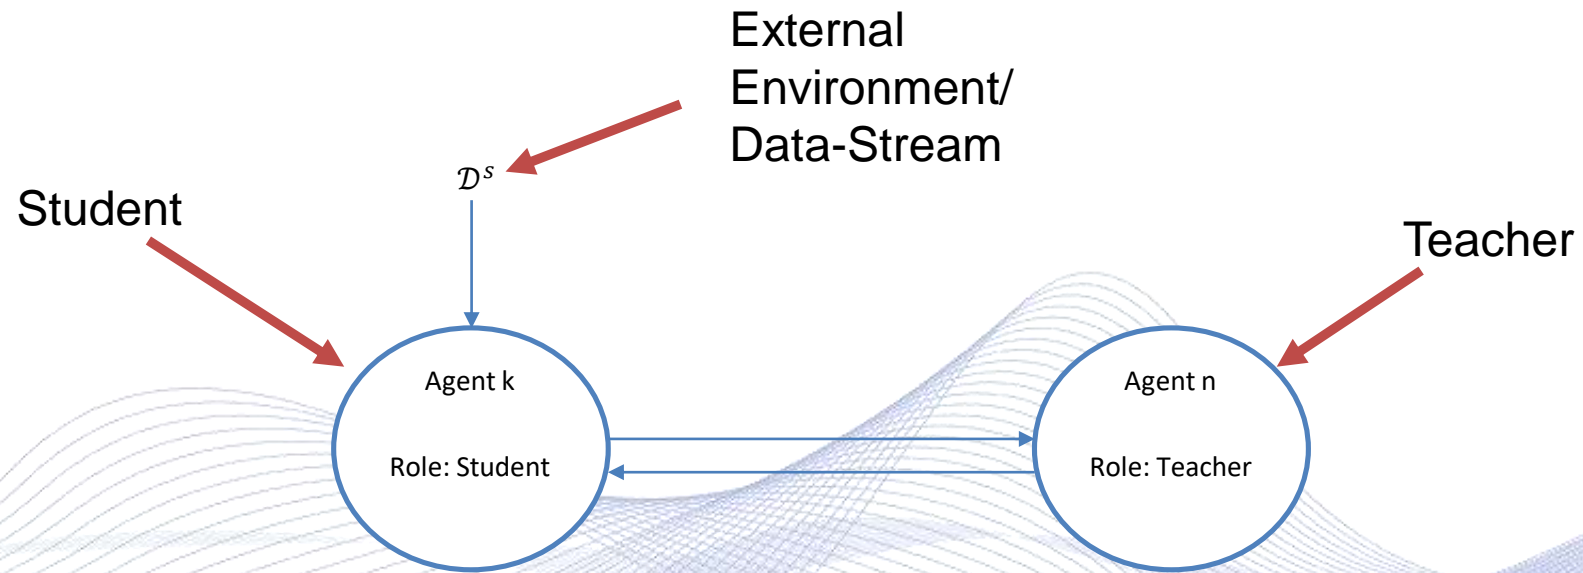 External
Environment/
Data-Stream
𝒟ˢ
Student
Teacher
Agent k
Role: Student
Agent n
Role: Teacher